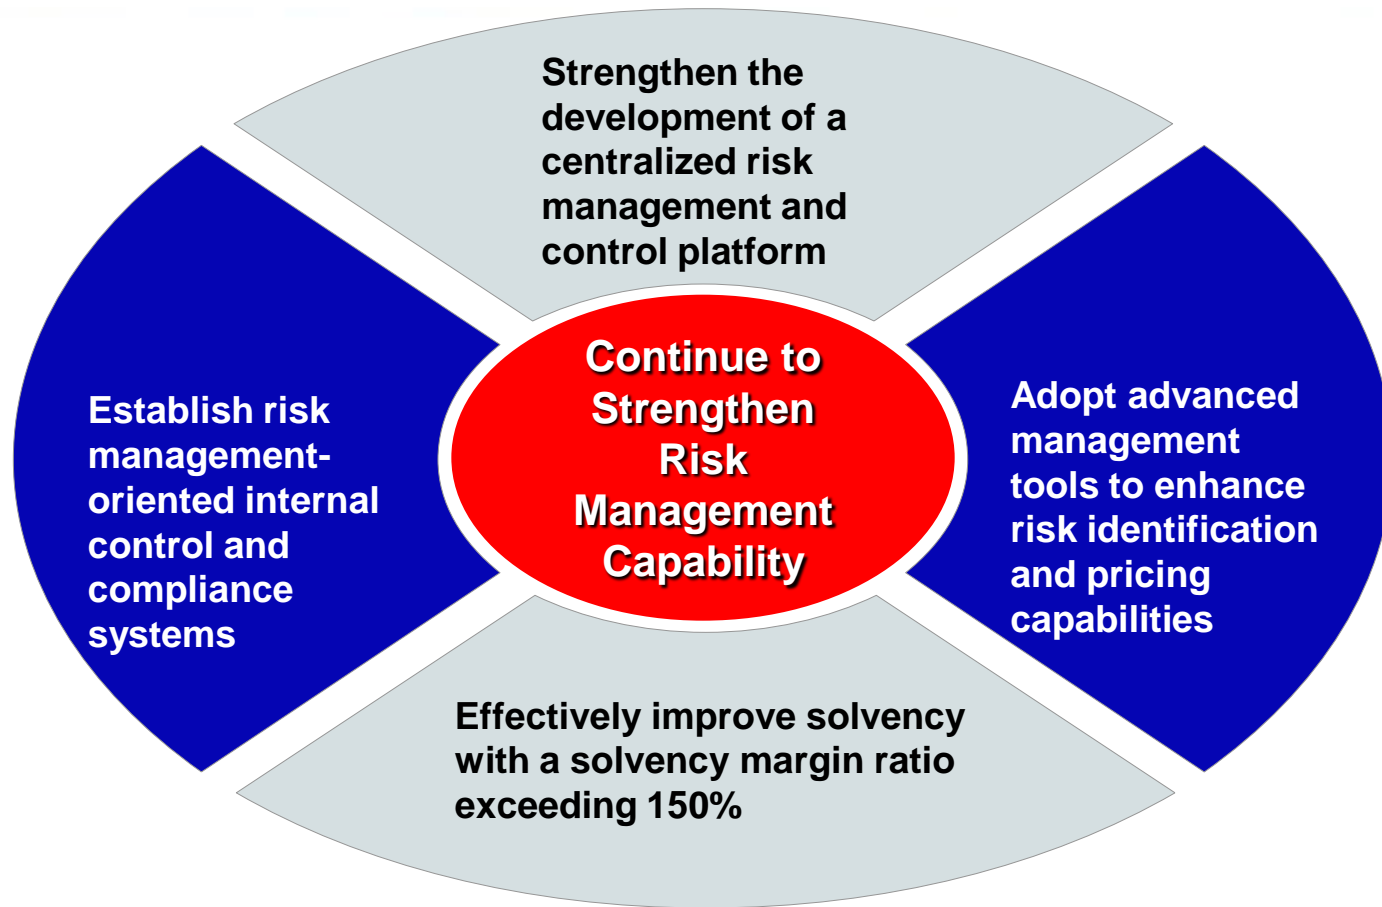 Strengthen the
development of a
centralized risk
management and
control platform
Continue to
Strengthen
Risk
Management
Capability
Establish risk
management-
oriented internal
control and
compliance
systems
Adopt advanced
management
tools to enhance
risk identification
and pricing
capabilities
Effectively improve solvency
with a solvency margin ratio
exceeding 150%